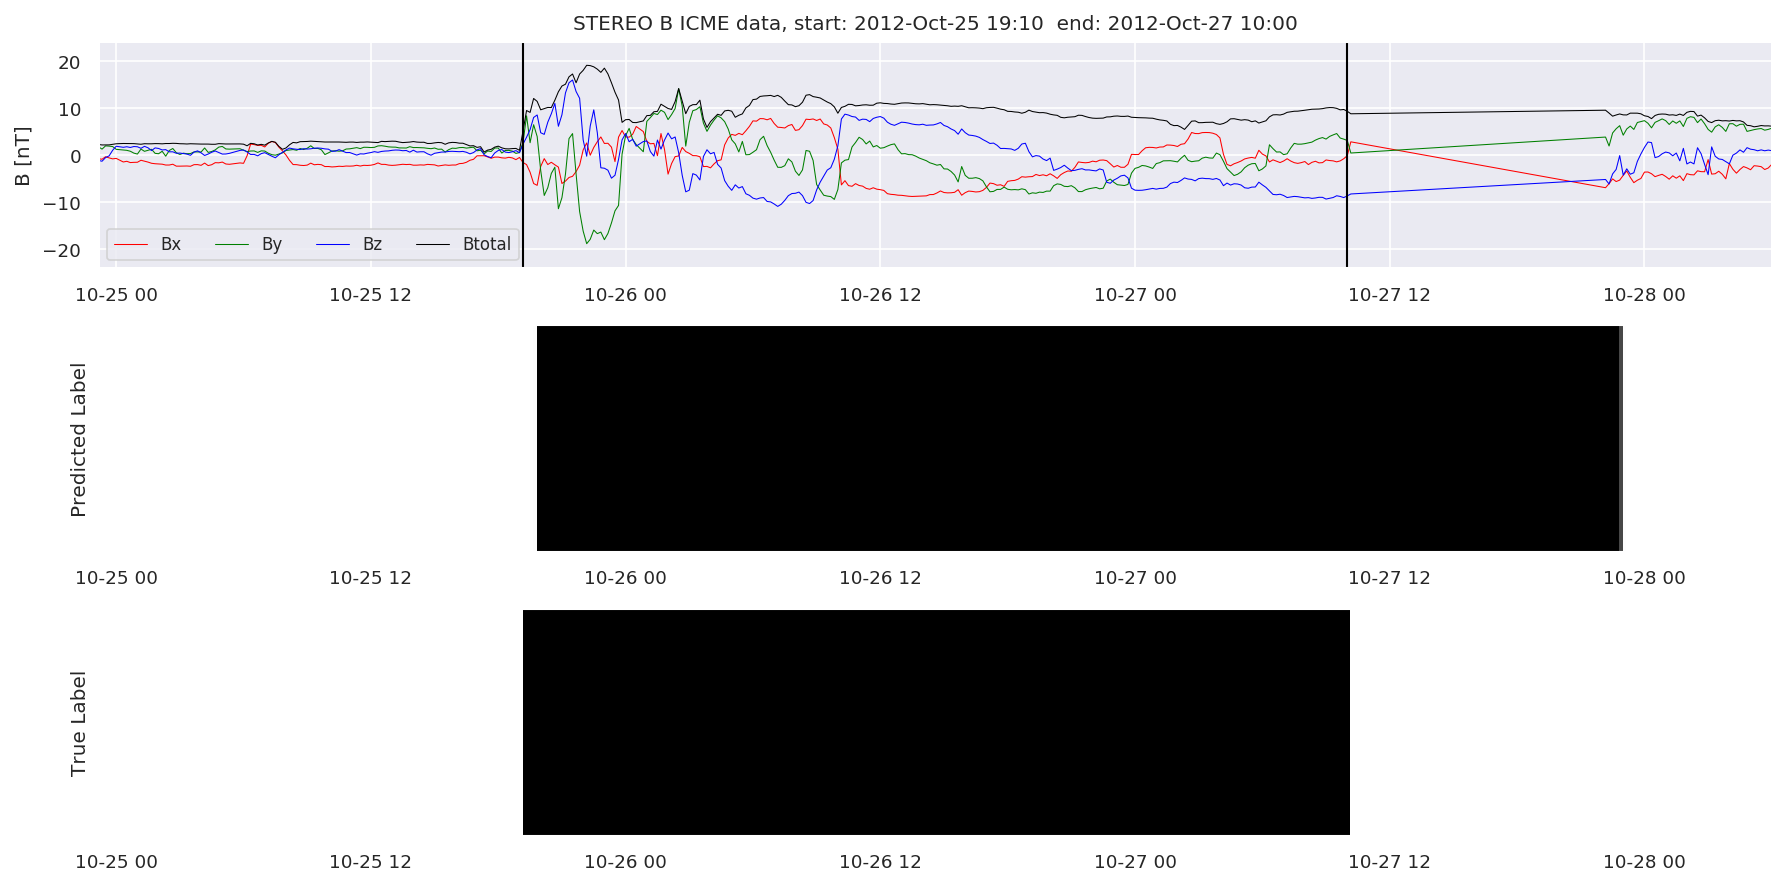 STEREO B ICME data, start: 2012-Oct-25 19:10  end: 2012-Oct-27 10:00
B [nT]
20
10
0
−10
−20
Bx By Bz Btotal
10-25 00 10-25 12 10-26 00 10-26 12 10-27 00 10-27 12 10-28 00
Predicted Label
10-25 00 10-25 12 10-26 00 10-26 12 10-27 00 10-27 12 10-28 00
True Label
10-25 00 10-25 12 10-26 00 10-26 12 10-27 00 10-27 12 10-28 00